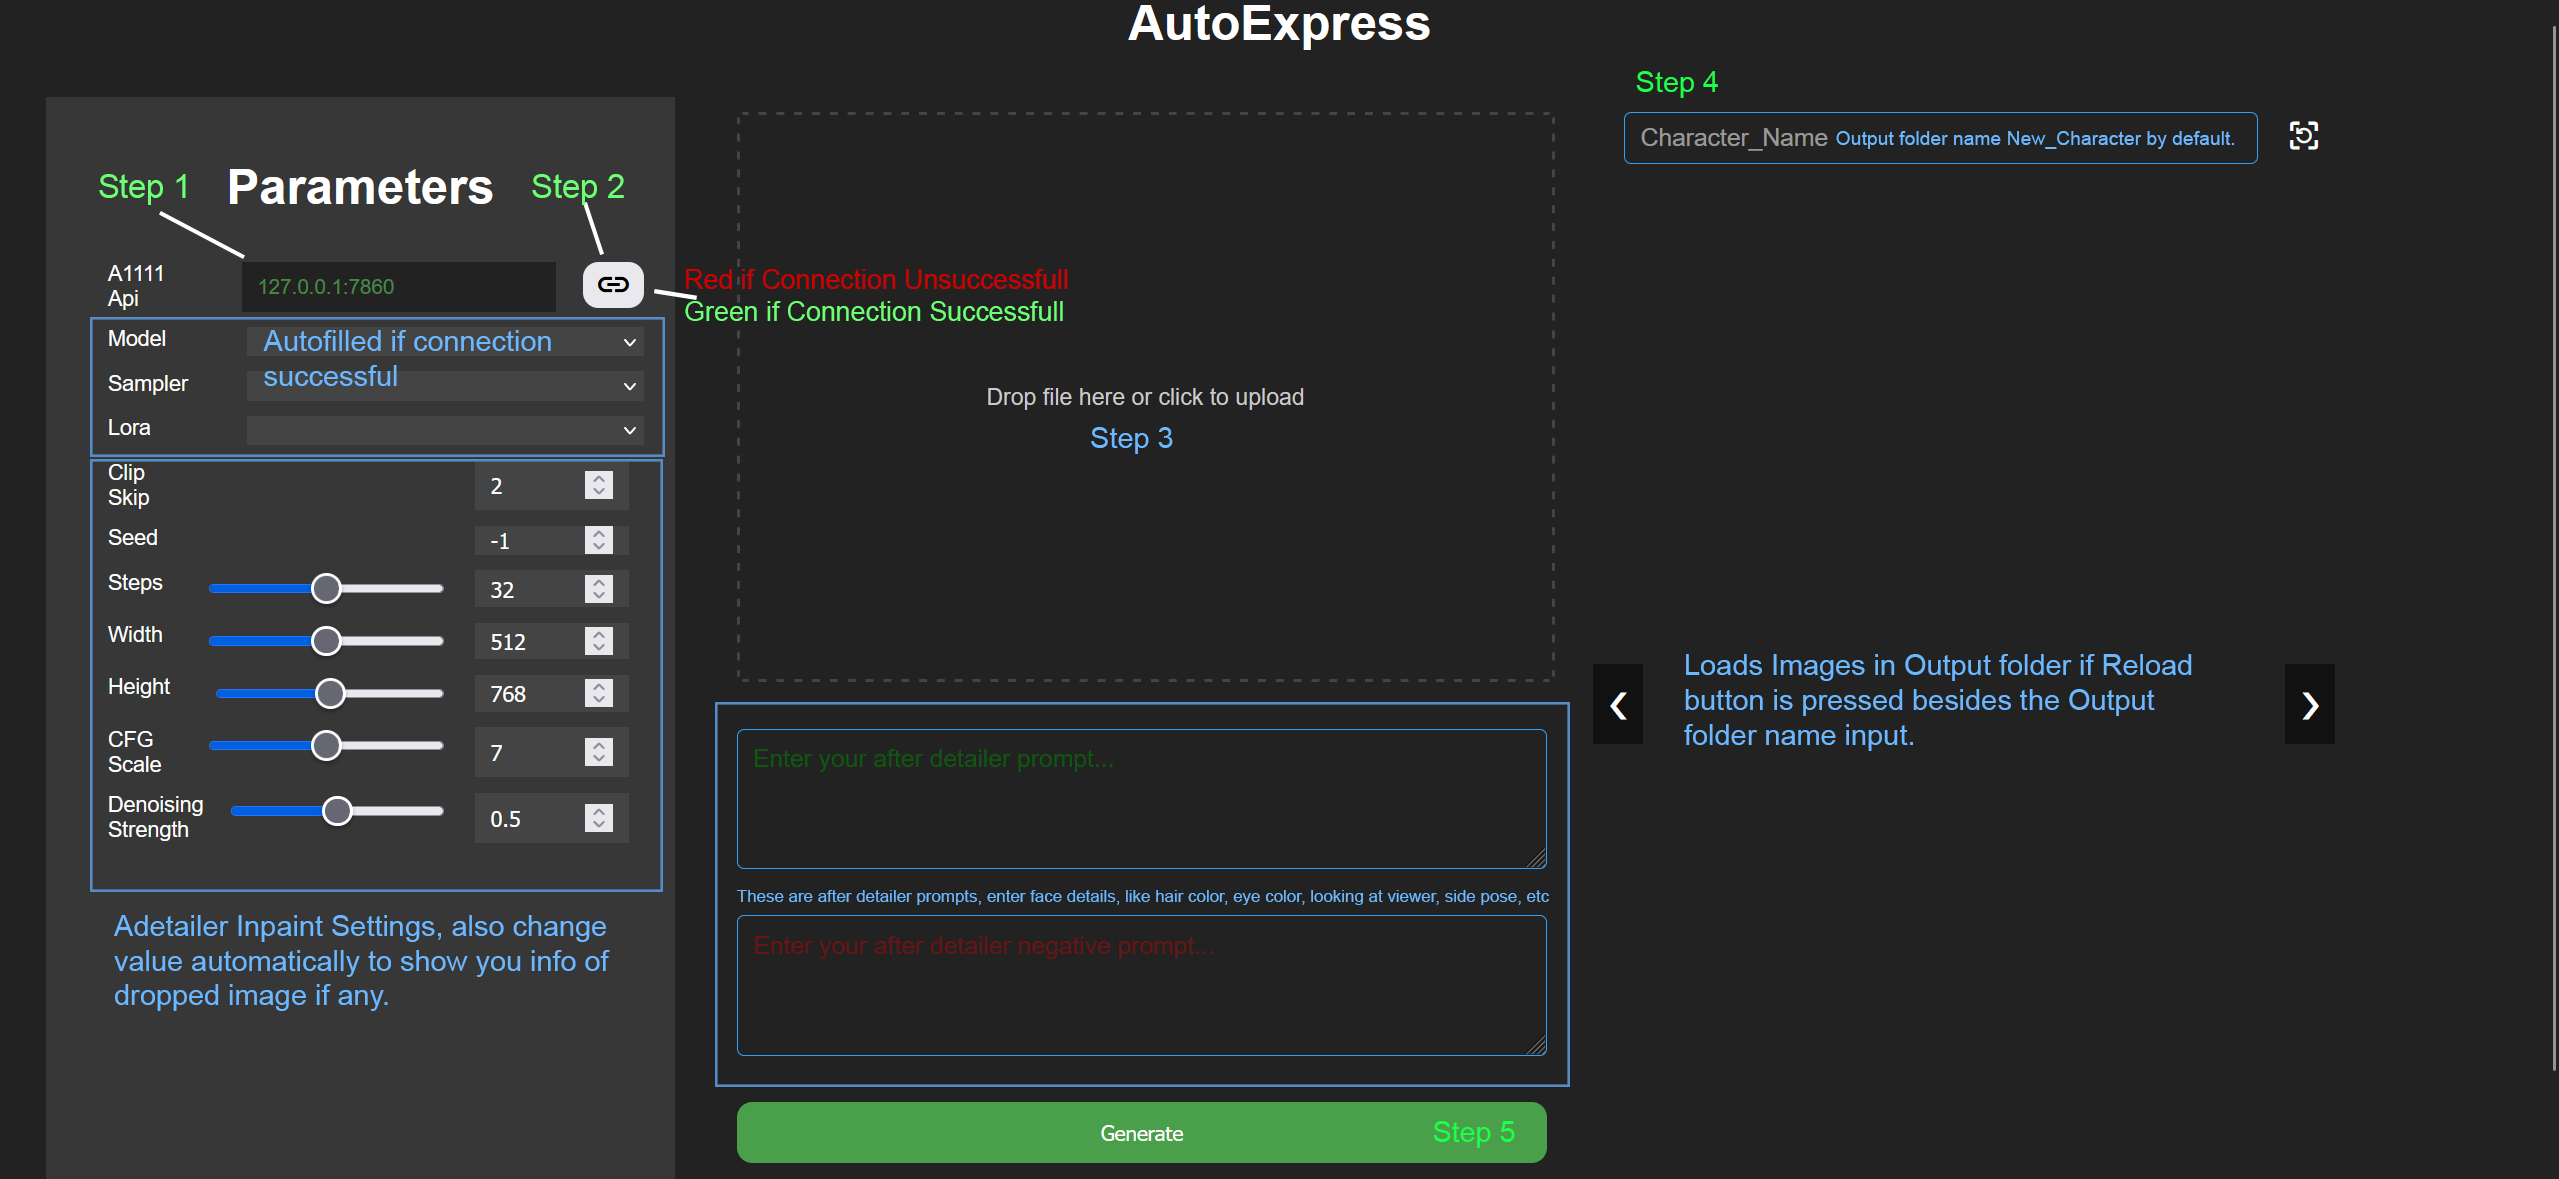 AutoExpress
Step 1
Parameters
Step 2
A1111
Api
127.0.0.1:7860
Red if Connection Unsuccessfull
Green if Connection Successfull
Model
Autofilled if connection
successful
Sampler
Lora
Clip
Skip
2
Seed
-1
Steps
32
Width
512
Height
768
CFG
Scale
7
Denoising
Strength
0.5
Adetailer Inpaint Settings, also change
value automatically to show you info of
dropped image if any.
Drop file here or click to upload
Step 3
Enter your after detailer prompt...
These are after detailer prompts, enter face details, like hair color, eye color, looking at viewer, side pose, etc
Enter your after detailer negative prompt...
Generate
Step 5
Step 4
Character_Name Output folder name New_Character by default.
Loads Images in Output folder if Reload
button is pressed besides the Output
folder name input.